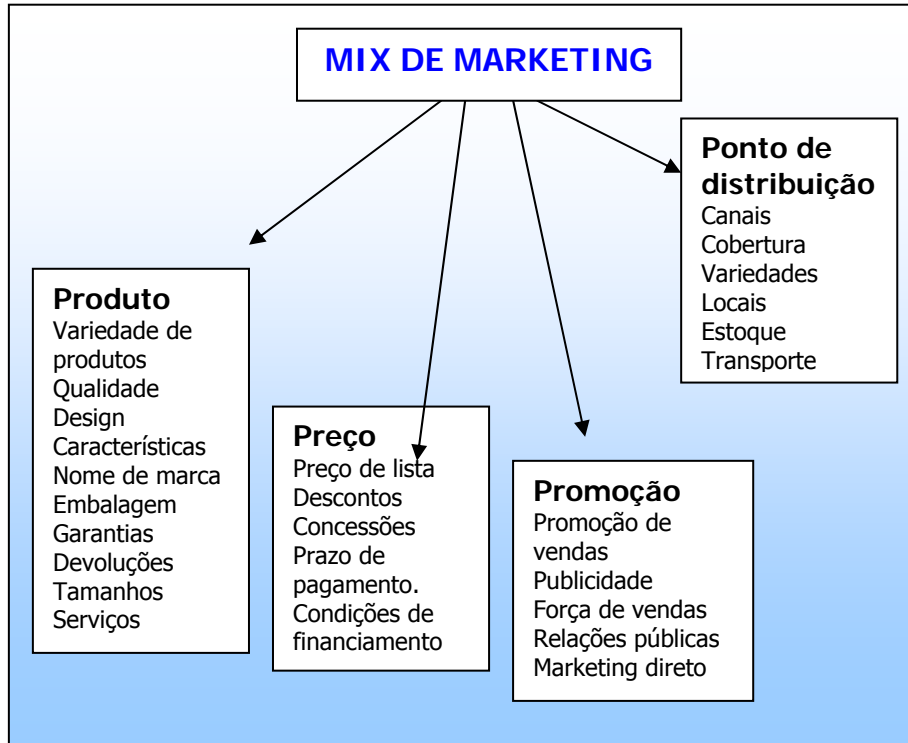 MIX DE MARKETING
Produto
Variedade de
produtos
Qualidade
Design
Características
Nome de marca
Embalagem
Garantias
Devoluções
Tamanhos
Serviços
Preço
Preço de lista
Descontos
Concessões
Prazo de
pagamento.
Condições de
financiamento
Promoção
Promoção de
vendas
Publicidade
Força de vendas
Relações públicas
Marketing direto
Ponto de
distribuição
Canais
Cobertura
Variedades
Locais
Estoque
Transporte